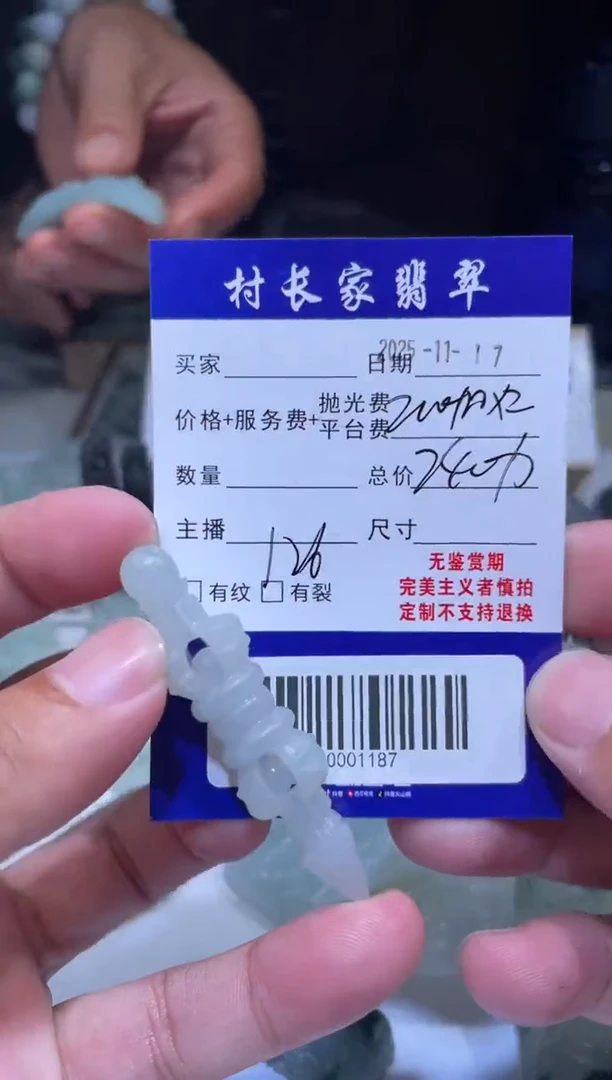 村长家翡翠
买家 日期 2025-11-17
价格+服务费+抛光费
平台费
数量 总价
主播 126 尺寸
有纹 有裂
无鉴赏期
完美主义者慎拍
定制不支持退换
0001187